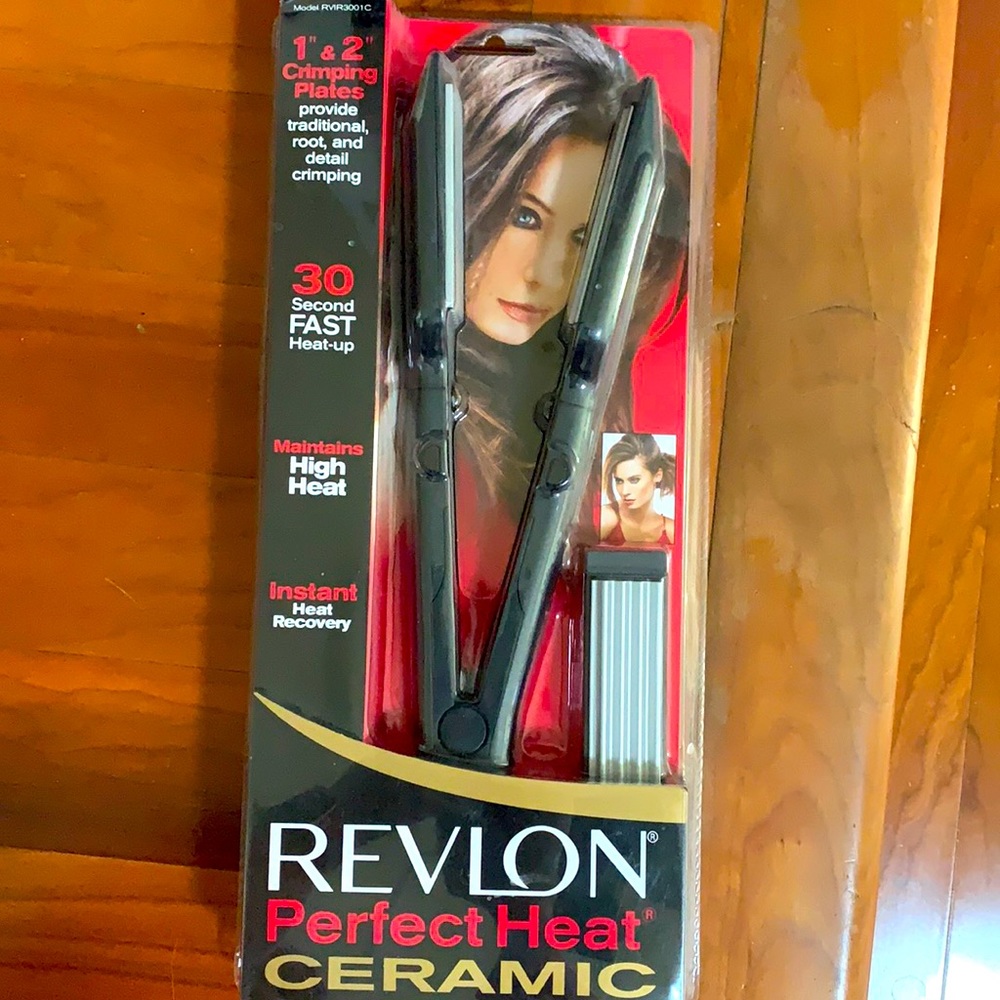 Model RVIR3001C
1" & 2"
Crimping
Plates
provide
traditional,
root, and
detail
crimping
30
Second
FAST
Heat-up
Maintains
High
Heat
Instant
Heat
Recovery
REVLON®
Perfect Heat®
CERAMIC